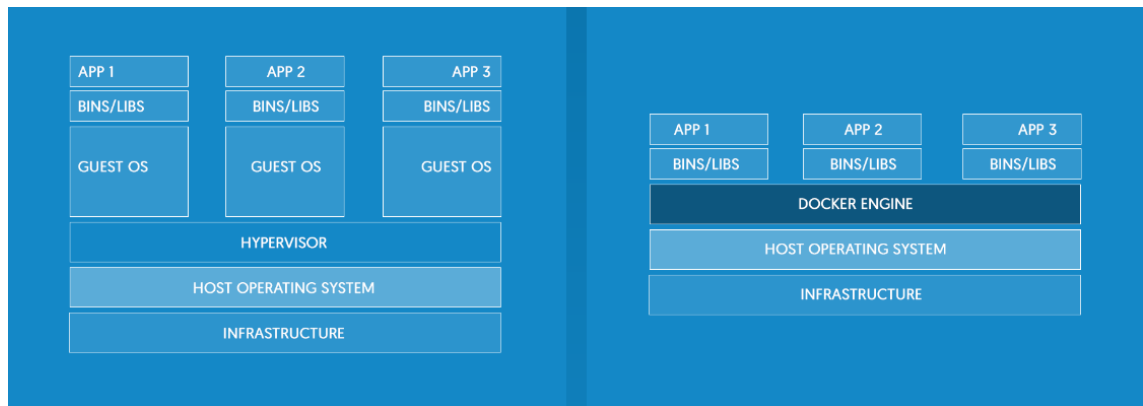 APP 1 APP 2 APP 3
BINS/LIBS BINS/LIBS BINS/LIBS
GUEST OS GUEST OS GUEST OS
HYPERVISOR
HOST OPERATING SYSTEM
INFRASTRUCTURE
APP 1 APP 2 APP 3
BINS/LIBS BINS/LIBS BINS/LIBS
DOCKER ENGINE
HOST OPERATING SYSTEM
INFRASTRUCTURE